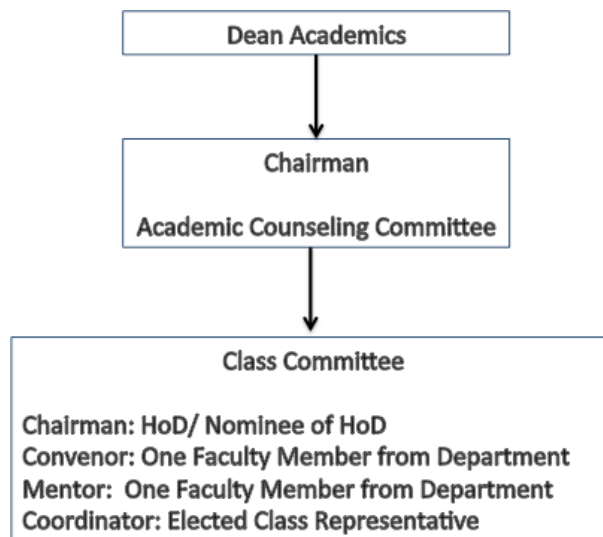 Dean Academics
Chairman
Academic Counseling Committee
Class Committee
Chairman: HoD/ Nominee of HoD
Convenor: One Faculty Member from Department
Mentor: One Faculty Member from Department
Coordinator: Elected Class Representative